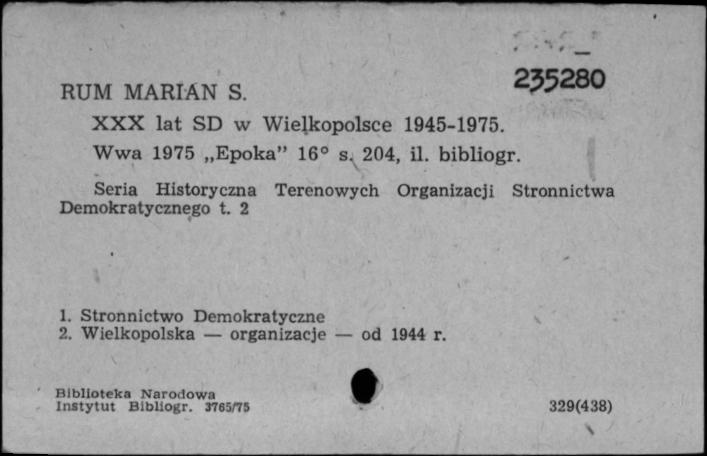 235280
RUM MARIAN S.
XXX lat SD w Wielkopolsce 1945-1975.
Wwa 1975 „Epoka” 16° s. 204, il. bibliogr.
Seria Historyczna Terenowych Organizacji Stronnictwa
Demokratycznego t. 2
1. Stronnictwo Demokratyczne
2. Wielkopolska — organizacje — od 1944 r.
Biblioteka Narodowa
Instytut Bibliogr. 3765/75
329(438)